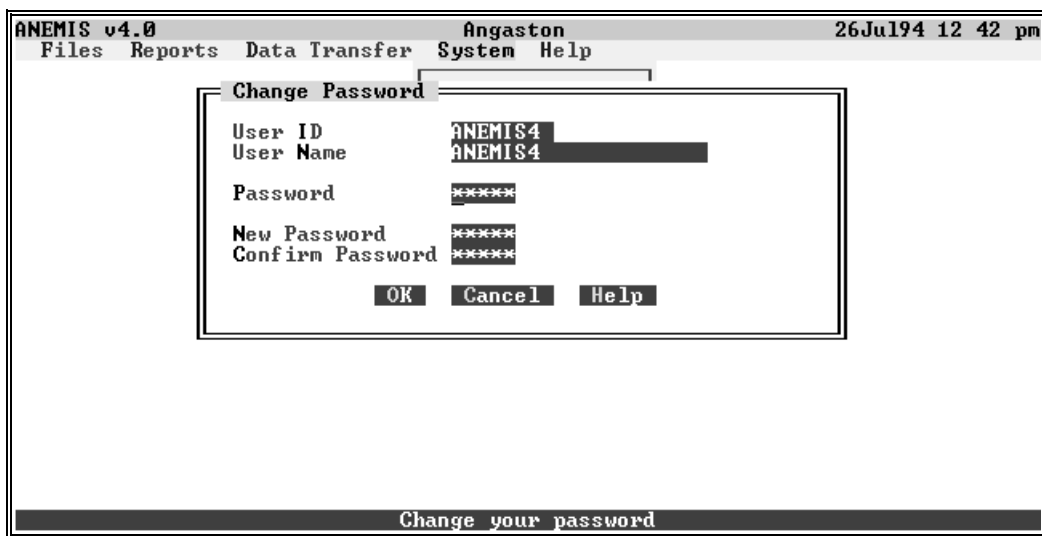 ANEMIS v4.0 Angaston 26Jul94 12 42 pm
Files Reports Data Transfer System Help
Change Password
User ID ANEMIS4
User Name ANEMIS4
Password *****
New Password *****
Confirm Password *****
OK Cancel Help
Change your password